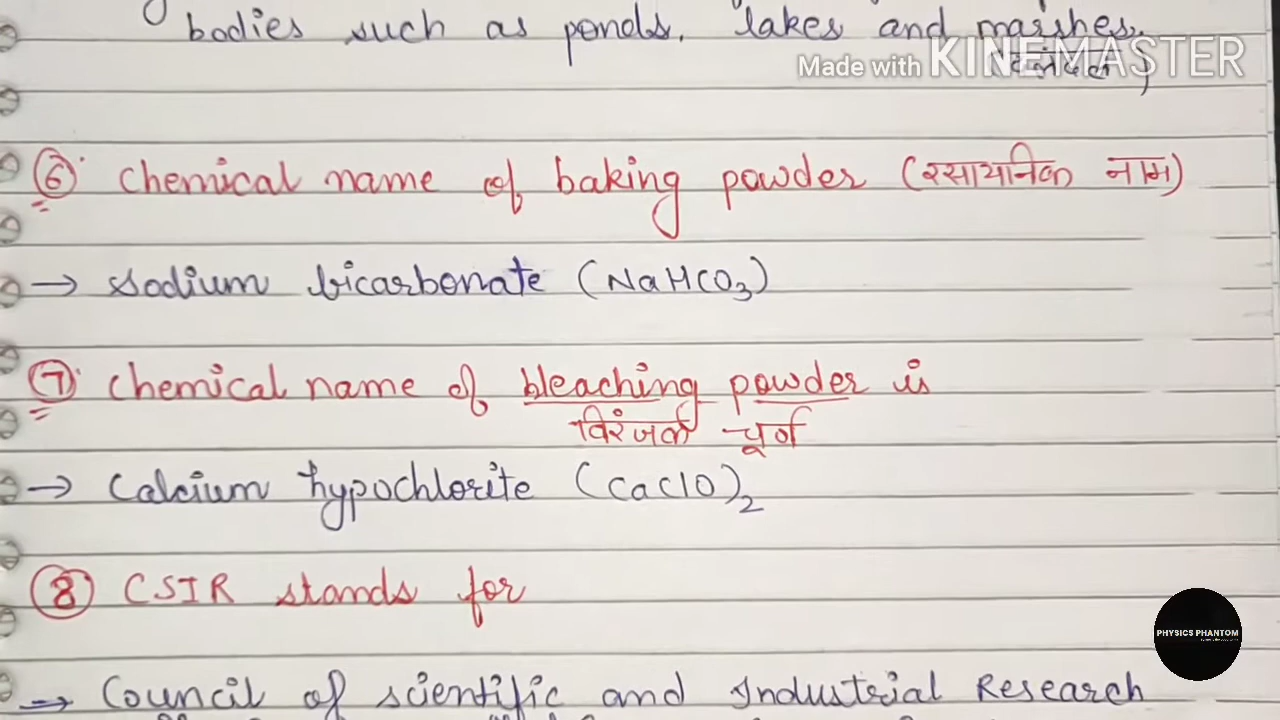 bodies such as ponds, lakes and marshes.
Made with KINEMASTER
⑥ Chemical name of baking powder (रसायनिक नाम)
→ Sodium bicarbonate (NaHCO₃)
⑦ Chemical name of bleaching powder is
विरंजक चूर्ण
→ Calcium hypochlorite (CaClO)₂
⑧ CSIR stands for
PHYSICS PHANTOM
→ Council of scientific and Industrial Research